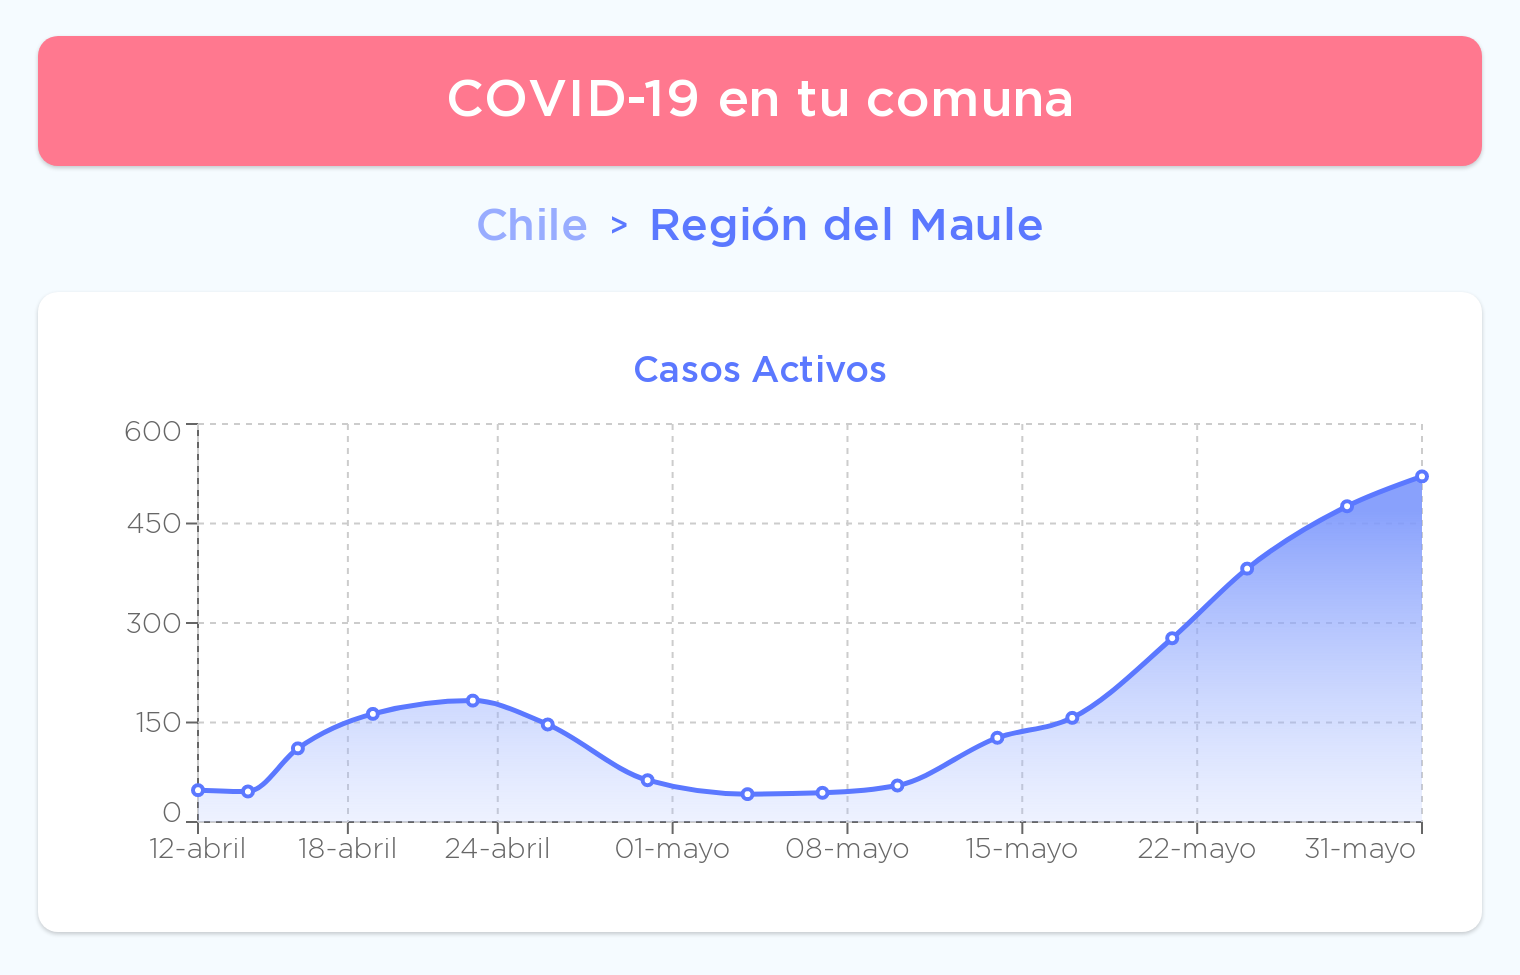 COVID-19 en tu comuna
Chile > Región del Maule
Casos Activos
600
450
300
150
0
12-abril 18-abril 24-abril 01-mayo 08-mayo 15-mayo 22-mayo 31-mayo